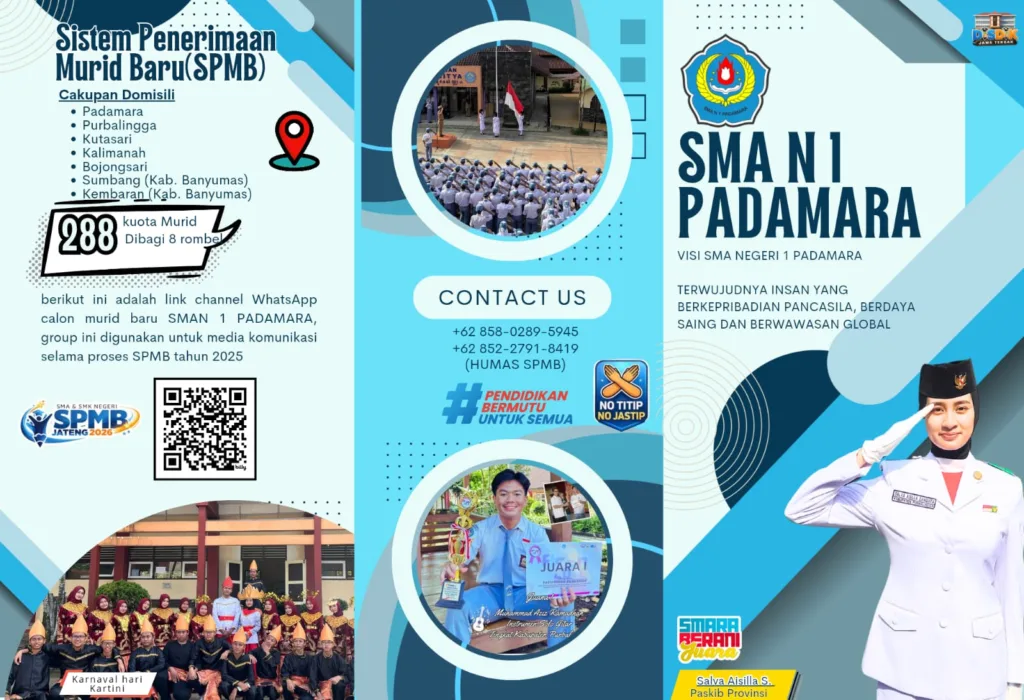 Sistem Penerimaan
Murid Baru(SPMB)
Cakupan Domisili
Padamara
Purbalingga
Kutasari
Kalimanah
Bojongsari
Sumbang (Kab. Banyumas)
Kembaran (Kab. Banyumas)
288 kuota Murid
Dibagi 8 rombel
berikut ini adalah link channel WhatsApp
calon murid baru SMAN 1 PADAMARA,
group ini digunakan untuk media komunikasi
selama proses SPMB tahun 2025
SMA & SMK NEGERI
SPMB
JATENG 2026
Karnaval hari
Kartini
CONTACT US
+62 858-0289-5945
+62 852-2791-8419
(HUMAS SPMB)
#PENDIDIKAN
BERMUTU
UNTUK SEMUA
NO TITIP
NO JASTIP
JUARA I
JAWA TENGAH
SMA N 1 PADAMARA
SMA N 1
PADAMARA
VISI SMA NEGERI 1 PADAMARA
TERWUJUDNYA INSAN YANG
BERKEPRIBADIAN PANCASILA, BERDAYA
SAING DAN BERWAWASAN GLOBAL
SMARA
BERANI
Juara
Salva Aisilla S.
Paskib Provinsi